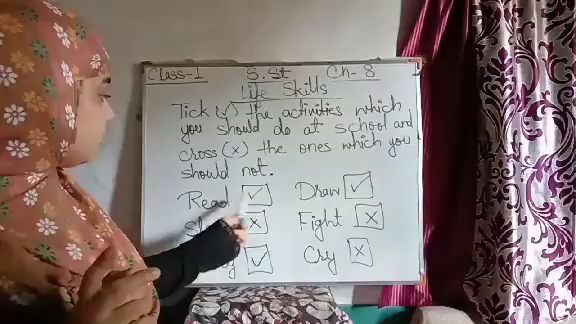 Class-1 S.St Ch-8
Life Skills
Tick (✓) the activities which
you should do at school and
cross (x) the ones which you
should not.
Read ✓ Draw ✓
x Fight x
✓ Cry x